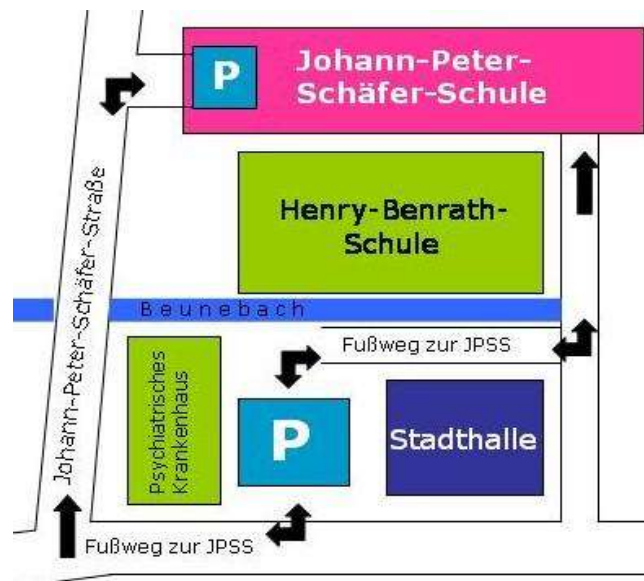 P
Johann-Peter-
Schäfer-Schule
Henry-Benrath-
Schule
Johann-Peter-Schäfer-Straße
Beunebach
Fußweg zur JPSS
Psychiatrisches
Krankenhaus
P
Stadthalle
Fußweg zur JPSS